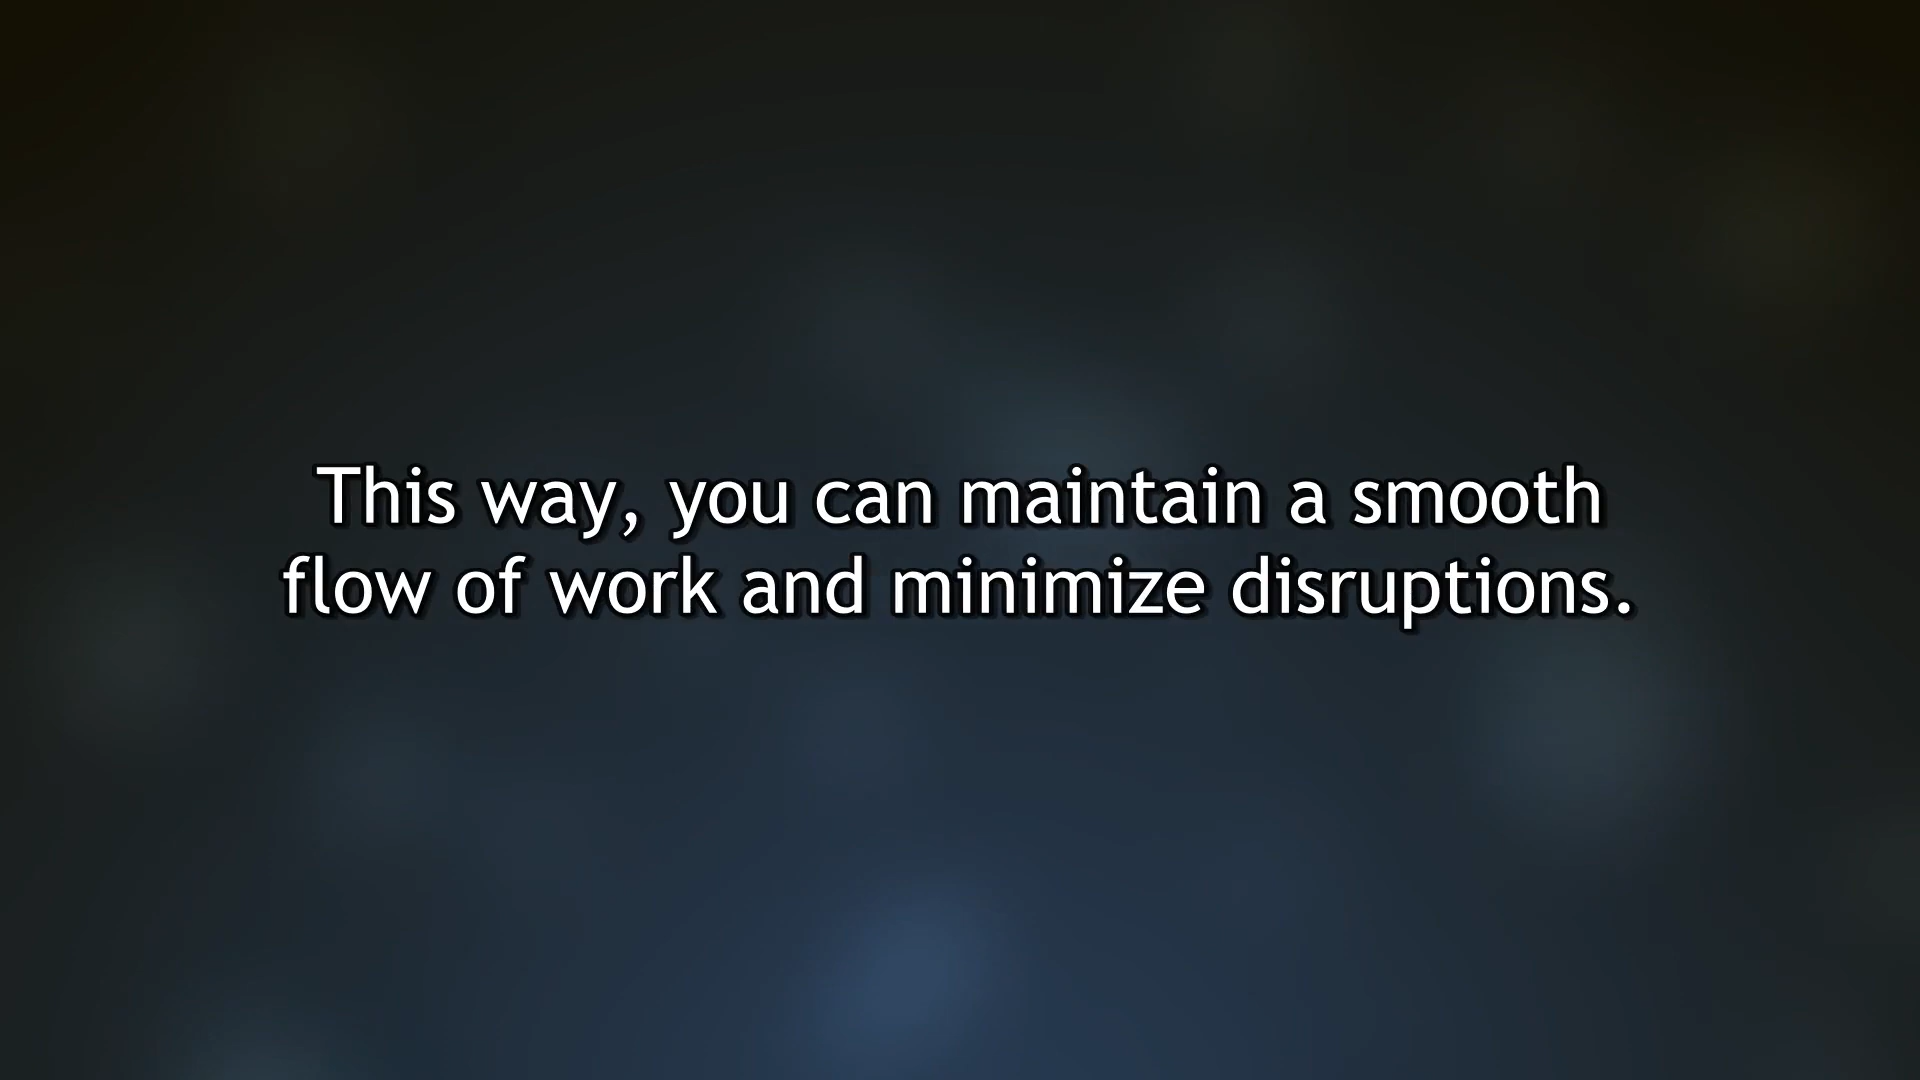 This way, you can maintain a smooth
flow of work and minimize disruptions.